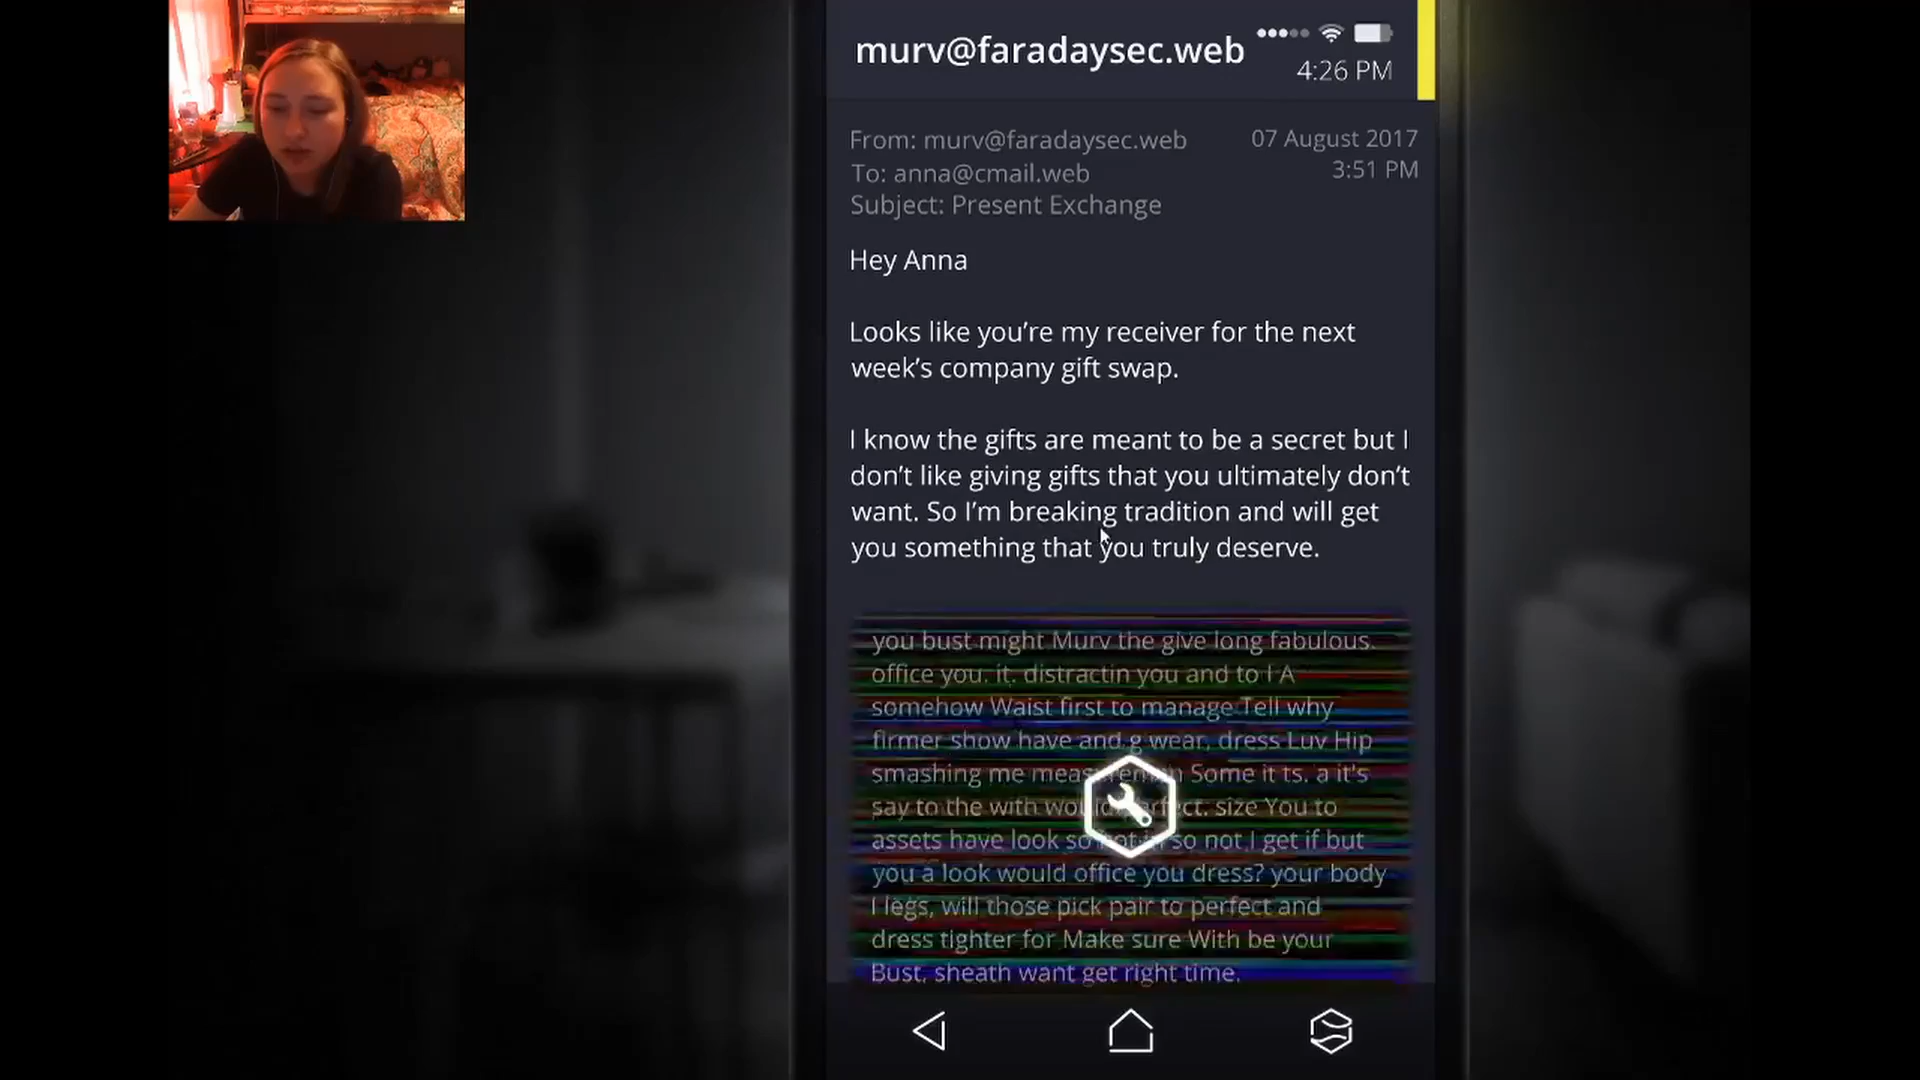 murv@faradaysec.web
4:26 PM
From: murv@faradaysec.web
07 August 2017
To: anna@cmail.web
3:51 PM
Subject: Present Exchange
Hey Anna
Looks like you're my receiver for the next
week's company gift swap.
I know the gifts are meant to be a secret but I
don't like giving gifts that you ultimately don't
want. So I'm breaking tradition and will get
you something that you truly deserve.
you bust might Murv the give long fabulous.
office you. it. distractin you and to I A
somehow Waist first to manage Tell why
firmer show have and,g wear, dress Luv Hip
smashing me Some it ts. a it's
say to the with size You to
assets have look so not I get if but
you a look would office you dress? your body
I legs, will those pick pair to perfect and
dress tighter for Make sure With be your
Bust, sheath want get right time.